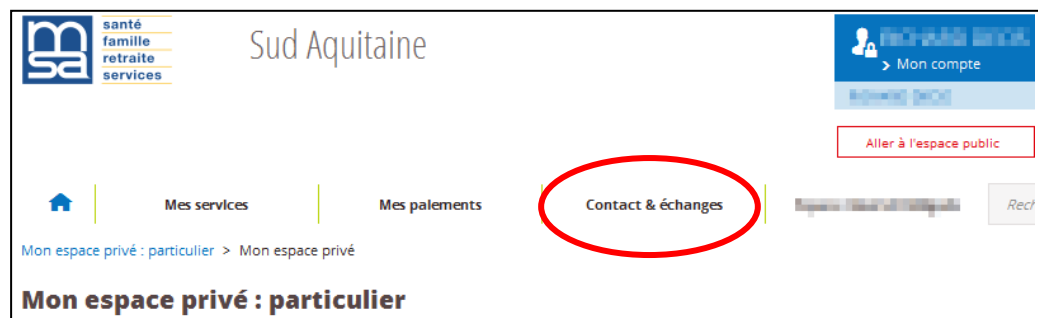 msa
santé
famille
retraite
services
Sud Aquitaine
> Mon compte
Aller à l'espace public
Mes services
Mes paiements
Contact & échanges
Rech
Mon espace privé : particulier > Mon espace privé
Mon espace privé : particulier